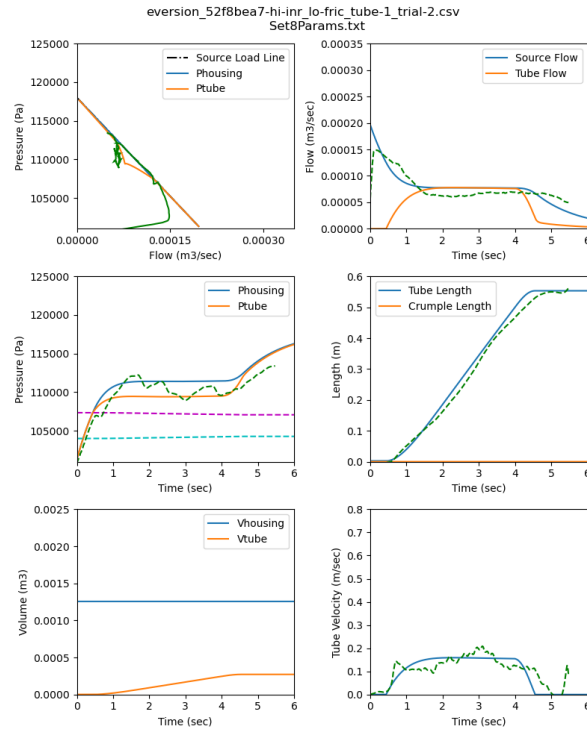 eversion_52f8bea7-hi-inr_lo-fric_tube-1_trial-2.csv
Set8Params.txt
125000
120000
115000
110000
105000
Pressure (Pa)
Source Load Line
Phousing
Ptube
0.00000
0.00015
0.00030
Flow (m3/sec)
0.00035
0.00030
0.00025
0.00020
0.00015
0.00010
0.00005
0.00000
Flow (m3/sec)
Source Flow
Tube Flow
0 1 2 3 4 5 6
Time (sec)
125000
120000
115000
110000
105000
Pressure (Pa)
Phousing
Ptube
0 1 2 3 4 5 6
Time (sec)
0.6
0.5
0.4
0.3
0.2
0.1
0.0
Length (m)
Tube Length
Crumple Length
0 1 2 3 4 5 6
Time (sec)
0.0025
0.0020
0.0015
0.0010
0.0005
0.0000
Volume (m3)
Vhousing
Vtube
0 1 2 3 4 5 6
Time (sec)
0.8
0.7
0.6
0.5
0.4
0.3
0.2
0.1
0.0
Tube Velocity (m/sec)
0 1 2 3 4 5 6
Time (sec)